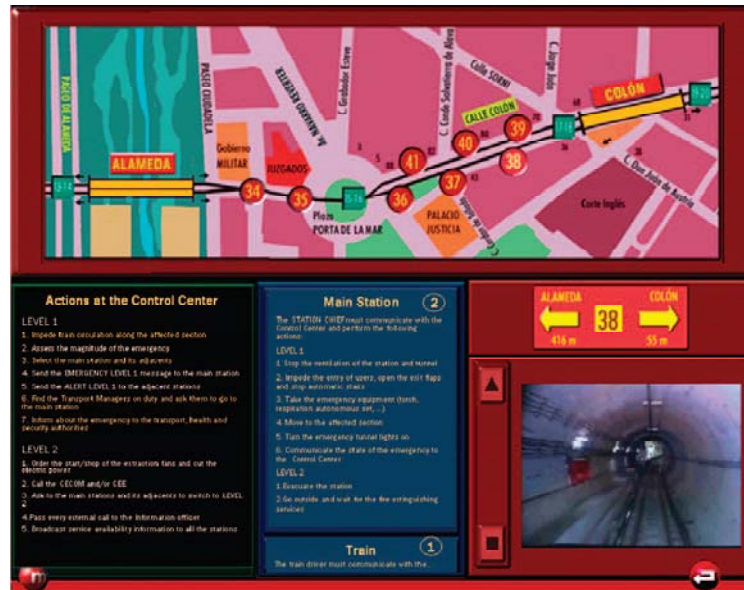 PASEO DE ALAMEDA
ALAMEDA
PASEO CIUDADELA
Gobierno
MILITAR
JUZGADOS
Av. NAVARRO REVERTER
C. Grabador Esteve
C. Conde Salvatierra de Alava
Calle SORNI
C. Jorge Juan
CALLE COLÓN
COLÓN
34
35
Plaza
PORTA DE LA MAR
36
37
38
39
40
41
PALACIO
JUSTICIA
Corte Inglés
C. Don Juan de Austria
Actions at the Control Center
LEVEL 1
1. Impede train circulation along the affected section
2. Assess the magnitude of the emergency
3. Select the main station and its adjacents
4. Send the EMERGENCY LEVEL 1 message to the main station
5. Send the ALERT LEVEL 1 to the adjacent stations
6. Find the Transport Managers on duty and ask them to go to
the main station
7. Inform about the emergency to the transport, health and
security authorities
LEVEL 2
1. Order the start/stop of the extraction fans and cut the
electric power
2. Call the CECOM and/or CEE
3. Ask to the main stations and its adjacents to switch to LEVEL
2
4.Pass every external call to the Information officer
5. Broadcast service availability information to all the stations
Main Station 2
The STATION CHIEF must communicate with the
Control Center and perform the following
actions:
LEVEL 1
1. Stop the ventilation of the station and tunnel
2. Impede the entry of users, open the exit flaps
and stop automatic stairs
3. Take the emergency equipment (torch,
respiration autonomous set, ...)
4. Move to the affected section
5. Turn the emergency tunnel lights on
6. Communicate the state of the emergency to
the Control Center
LEVEL 2
1.Evacuate the station
2.Go outside and wait for the fire extinguishing
services
Train 1
The train driver must communicate with the
ALAMEDA
COLÓN
38
416 m
55 m
m